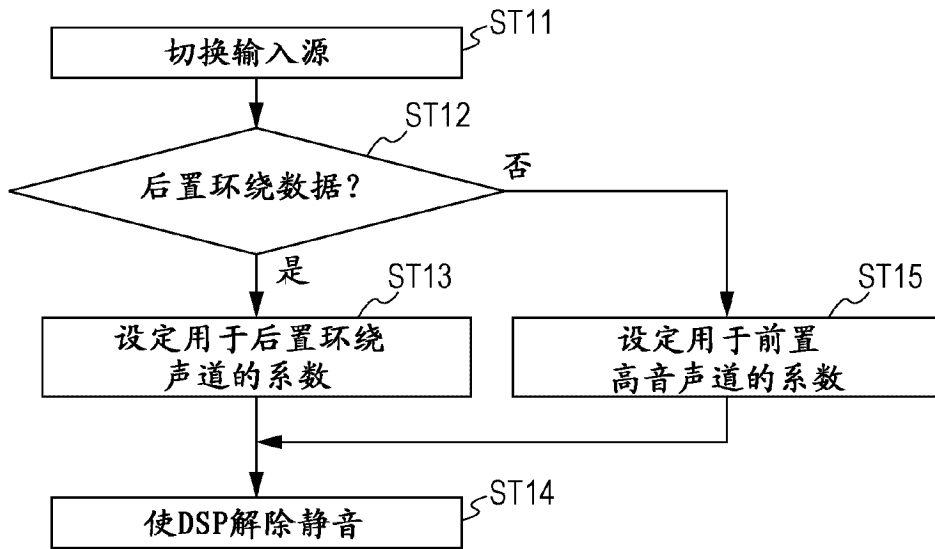 ST11
切换输入源
ST12
后置环绕数据？
否
是
ST13
设定用于后置环绕
声道的系数
ST15
设定用于前置
高音声道的系数
ST14
使DSP解除静音